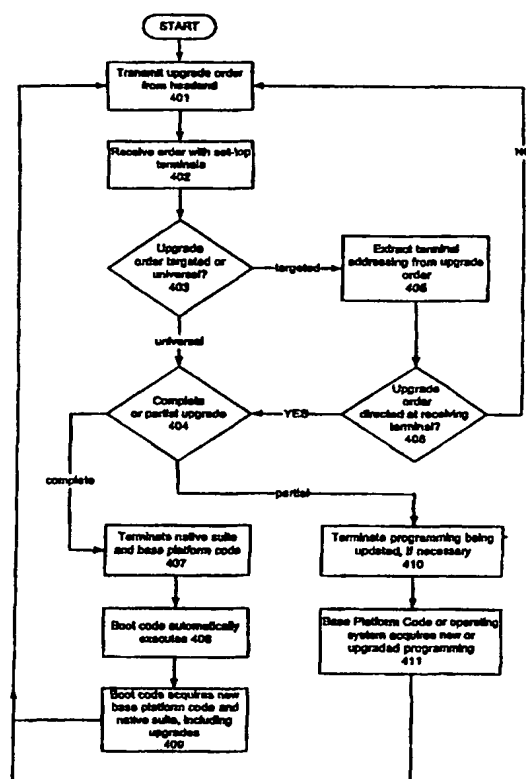 START
Transmit upgrade order
from headend
401
Receive order with set-top
terminals
402
Upgrade
order targeted or
universal?
403
targeted
Extract terminal
addressing from upgrade
order
universal
Complete
or partial upgrade
404
YES
Upgrade
order
directed at receiving
terminal?
NO
complete
partial
Terminate native suite
and base platform code
407
Terminate programming being
updated, if necessary
410
Boot code automatically
executes 408
Base Platform Code or operating
system acquires new or
upgraded programming
411
Boot code acquires new
base platform code and
native suite, including
upgrades
409